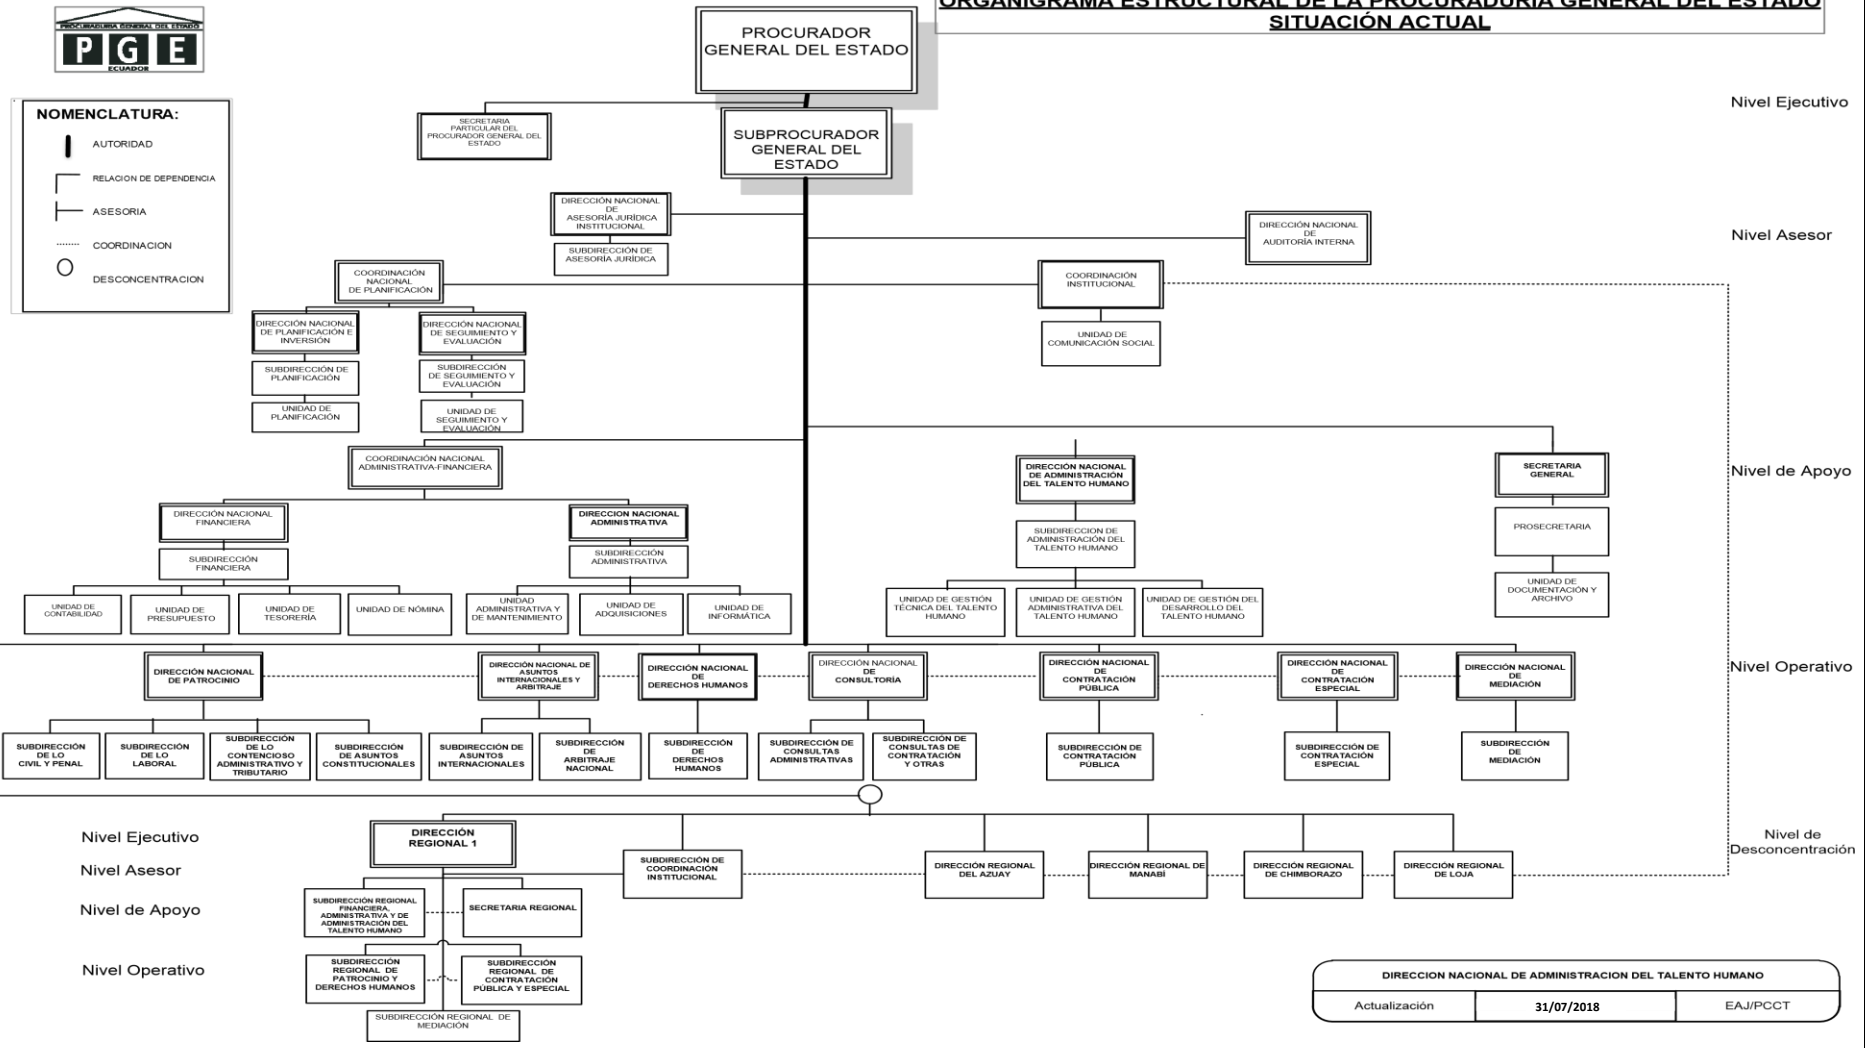 ORGANIGRAMA ESTRUCTURAL DE LA PROCURADURIA GENERAL DEL ESTADO
SITUACIÓN ACTUAL
PROCURADURIA GENERAL DEL ESTADO
P G E
ECUADOR
PROCURADOR
GENERAL DEL ESTADO
Nivel Ejecutivo
NOMENCLATURA:
AUTORIDAD
RELACION DE DEPENDENCIA
ASESORIA
COORDINACION
DESCONCENTRACION
SECRETARIA
PARTICULAR DEL
PROCURADOR GENERAL DEL
ESTADO
SUBPROCURADOR
GENERAL DEL
ESTADO
DIRECCIÓN NACIONAL
DE
ASESORÍA JURÍDICA
INSTITUCIONAL
SUBDIRECCIÓN DE
ASESORÍA JURÍDICA
DIRECCIÓN NACIONAL
DE
AUDITORÍA INTERNA
Nivel Asesor
COORDINACIÓN
NACIONAL
DE PLANIFICACIÓN
COORDINACIÓN
INSTITUCIONAL
UNIDAD DE
COMUNICACIÓN SOCIAL
DIRECCIÓN NACIONAL
DE PLANIFICACIÓN E
INVERSIÓN
SUBDIRECCIÓN DE
PLANIFICACIÓN
UNIDAD DE
PLANIFICACIÓN
DIRECCIÓN NACIONAL
DE SEGUIMIENTO Y
EVALUACIÓN
SUBDIRECCIÓN
DE SEGUIMIENTO Y
EVALUACIÓN
UNIDAD DE
SEGUIMIENTO Y
EVALUACIÓN
COORDINACIÓN NACIONAL
ADMINISTRATIVA-FINANCIERA
DIRECCIÓN NACIONAL
DE ADMINISTRACIÓN
DEL TALENTO HUMANO
SECRETARIA
GENERAL
Nivel de Apoyo
DIRECCIÓN NACIONAL
FINANCIERA
DIRECCION NACIONAL
ADMINISTRATIVA
SUBDIRECCION DE
ADMINISTRACIÓN DEL
TALENTO HUMANO
PROSECRETARIA
SUBDIRECCIÓN
FINANCIERA
SUBDIRECCIÓN
ADMINISTRATIVA
UNIDAD DE
DOCUMENTACIÓN Y
ARCHIVO
UNIDAD DE
CONTABILIDAD
UNIDAD DE
PRESUPUESTO
UNIDAD DE
TESORERÍA
UNIDAD DE NÓMINA
UNIDAD
ADMINISTRATIVA Y
DE MANTENIMIENTO
UNIDAD DE
ADQUISICIONES
UNIDAD DE
INFORMÁTICA
UNIDAD DE GESTIÓN
TÉCNICA DEL TALENTO
HUMANO
UNIDAD DE GESTIÓN
ADMINISTRATIVA DEL
TALENTO HUMANO
UNIDAD DE GESTIÓN DEL
DESARROLLO DEL
TALENTO HUMANO
DIRECCIÓN NACIONAL
DE PATROCINIO
DIRECCIÓN NACIONAL DE
ASUNTOS
INTERNACIONALES Y
ARBITRAJE
DIRECCIÓN NACIONAL
DE
DERECHOS HUMANOS
DIRECCIÓN NACIONAL
DE
CONSULTORÍA
DIRECCIÓN NACIONAL
DE
CONTRATACIÓN
PÚBLICA
DIRECCIÓN NACIONAL
DE
CONTRATACIÓN
ESPECIAL
DIRECCIÓN NACIONAL
DE
MEDIACIÓN
Nivel Operativo
SUBDIRECCIÓN
DE LO
CIVIL Y PENAL
SUBDIRECCIÓN
DE LO
LABORAL
SUBDIRECCIÓN
DE LO
CONTENCIOSO
ADMINISTRATIVO Y
TRIBUTARIO
SUBDIRECCIÓN
DE ASUNTOS
CONSTITUCIONALES
SUBDIRECCIÓN DE
ASUNTOS
INTERNACIONALES
SUBDIRECCIÓN
DE
ARBITRAJE
NACIONAL
SUBDIRECCIÓN
DE
DERECHOS
HUMANOS
SUBDIRECCIÓN DE
CONSULTAS
ADMINISTRATIVAS
SUBDIRECCIÓN DE
CONSULTAS DE
CONTRATACIÓN
Y OTRAS
SUBDIRECCIÓN DE
CONTRATACIÓN
PÚBLICA
SUBDIRECCIÓN DE
CONTRATACIÓN
ESPECIAL
SUBDIRECCIÓN
DE
MEDIACIÓN
Nivel Ejecutivo
DIRECCIÓN
REGIONAL 1
Nivel de
Desconcentración
Nivel Asesor
SUBDIRECCIÓN DE
COORDINACIÓN
INSTITUCIONAL
DIRECCIÓN REGIONAL
DEL AZUAY
DIRECCIÓN REGIONAL DE
MANABÍ
DIRECCIÓN REGIONAL
DE CHIMBORAZO
DIRECCIÓN REGIONAL
DE LOJA
Nivel de Apoyo
SUBDIRECCIÓN REGIONAL
FINANCIERA,
ADMINISTRATIVA Y DE
ADMINISTRACIÓN DEL
TALENTO HUMANO
SECRETARIA REGIONAL
Nivel Operativo
SUBDIRECCIÓN
REGIONAL DE
PATROCINIO Y
DERECHOS HUMANOS
SUBDIRECCIÓN
REGIONAL DE
CONTRATACIÓN
PÚBLICA Y ESPECIAL
SUBDIRECCIÓN REGIONAL DE
MEDIACIÓN
DIRECCION NACIONAL DE ADMINISTRACION DEL TALENTO HUMANO
Actualización 31/07/2018 EAJ/PCCT